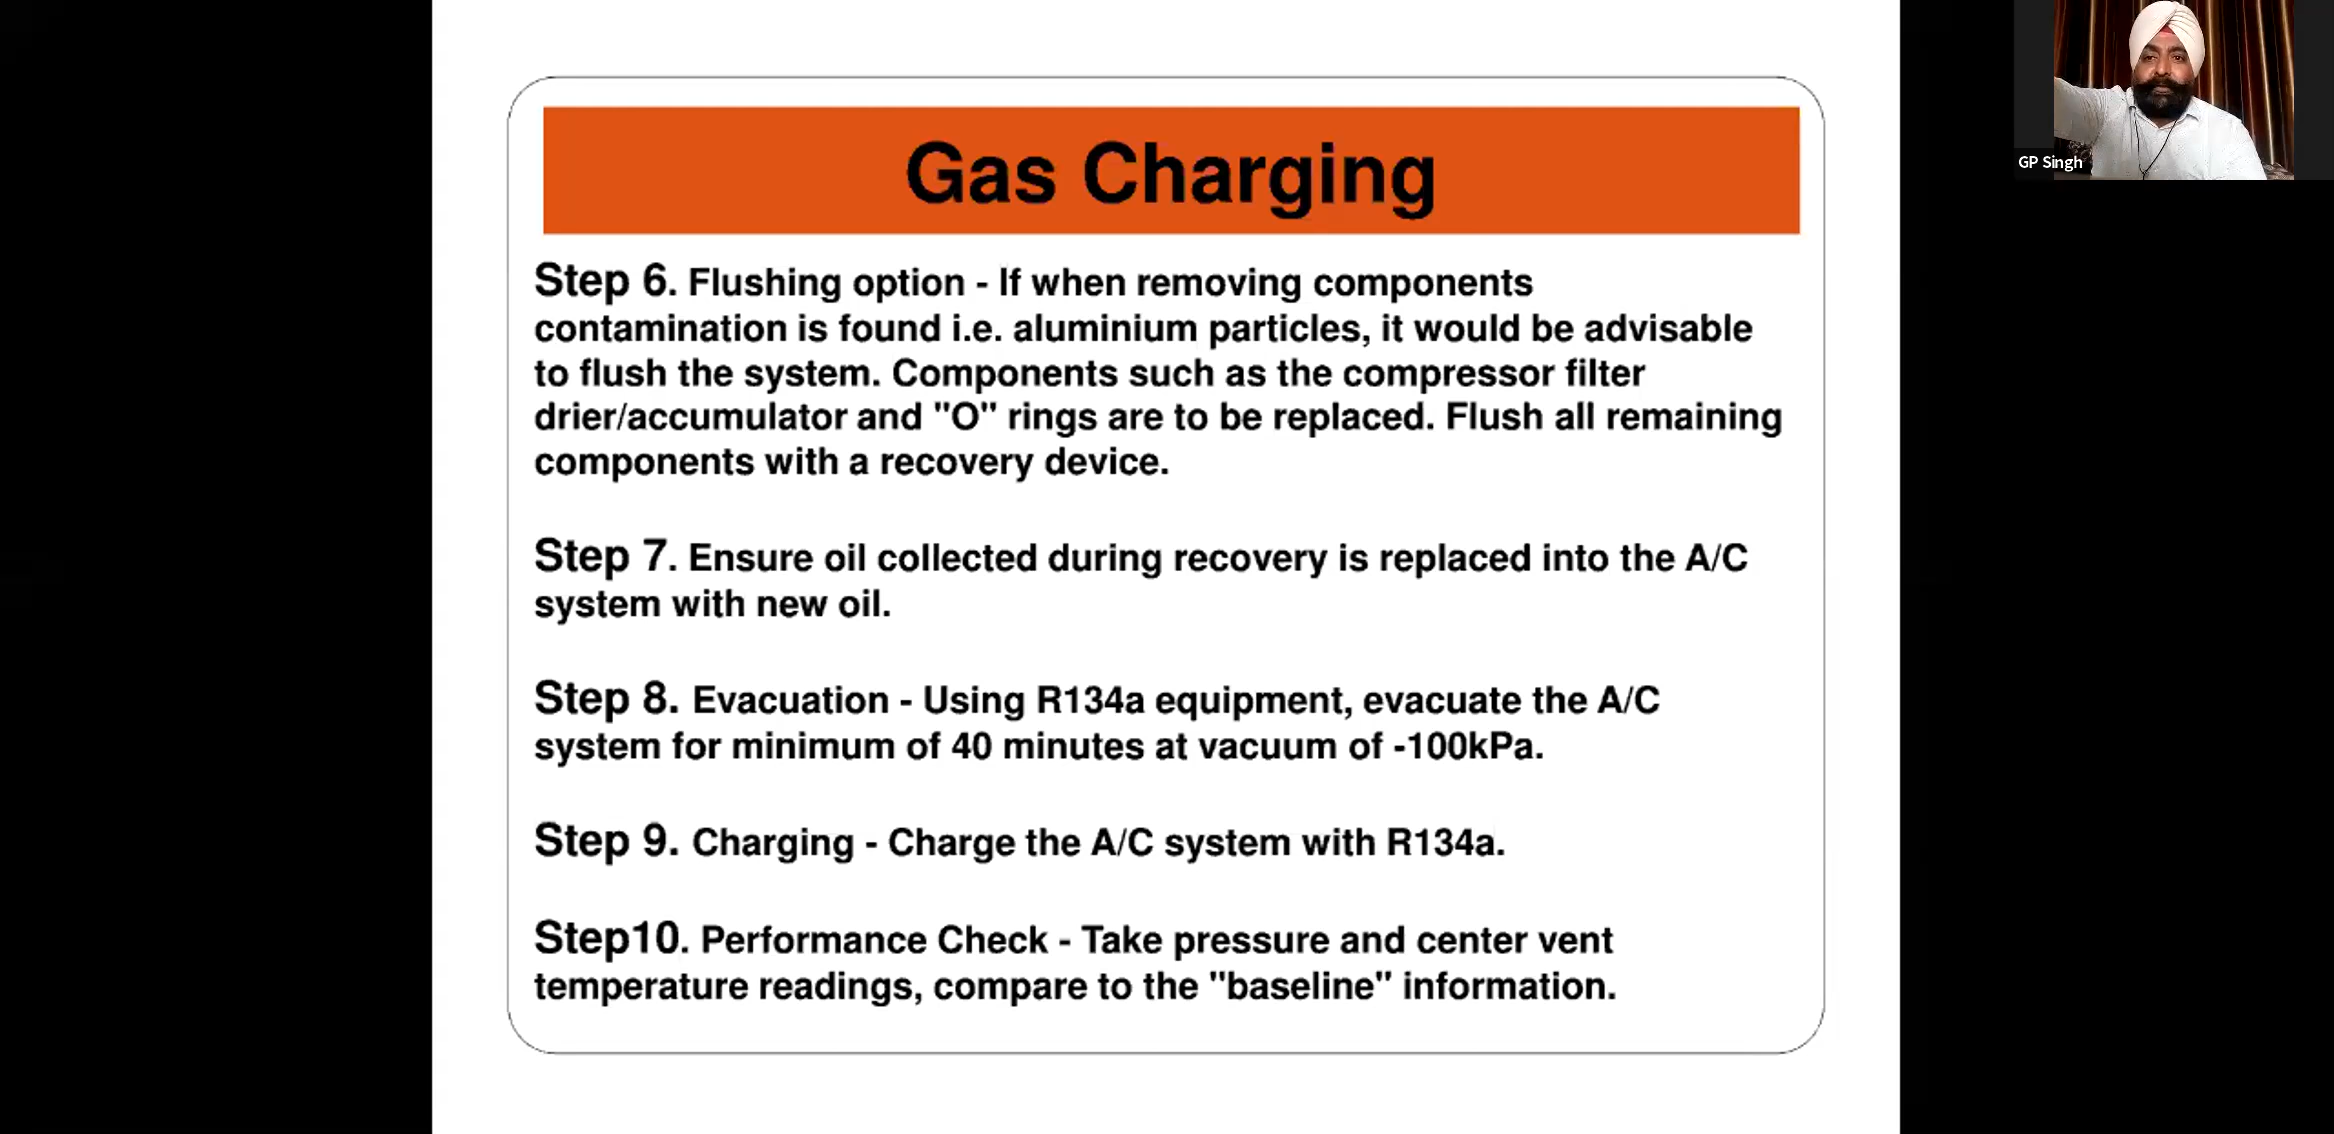 Gas Charging
GP Singh
Step 6. Flushing option - If when removing components
contamination is found i.e. aluminium particles, it would be advisable
to flush the system. Components such as the compressor filter
drier/accumulator and "O" rings are to be replaced. Flush all remaining
components with a recovery device.
Step 7. Ensure oil collected during recovery is replaced into the A/C
system with new oil.
Step 8. Evacuation - Using R134a equipment, evacuate the A/C
system for minimum of 40 minutes at vacuum of -100kPa.
Step 9. Charging - Charge the A/C system with R134a.
Step10. Performance Check - Take pressure and center vent
temperature readings, compare to the "baseline" information.